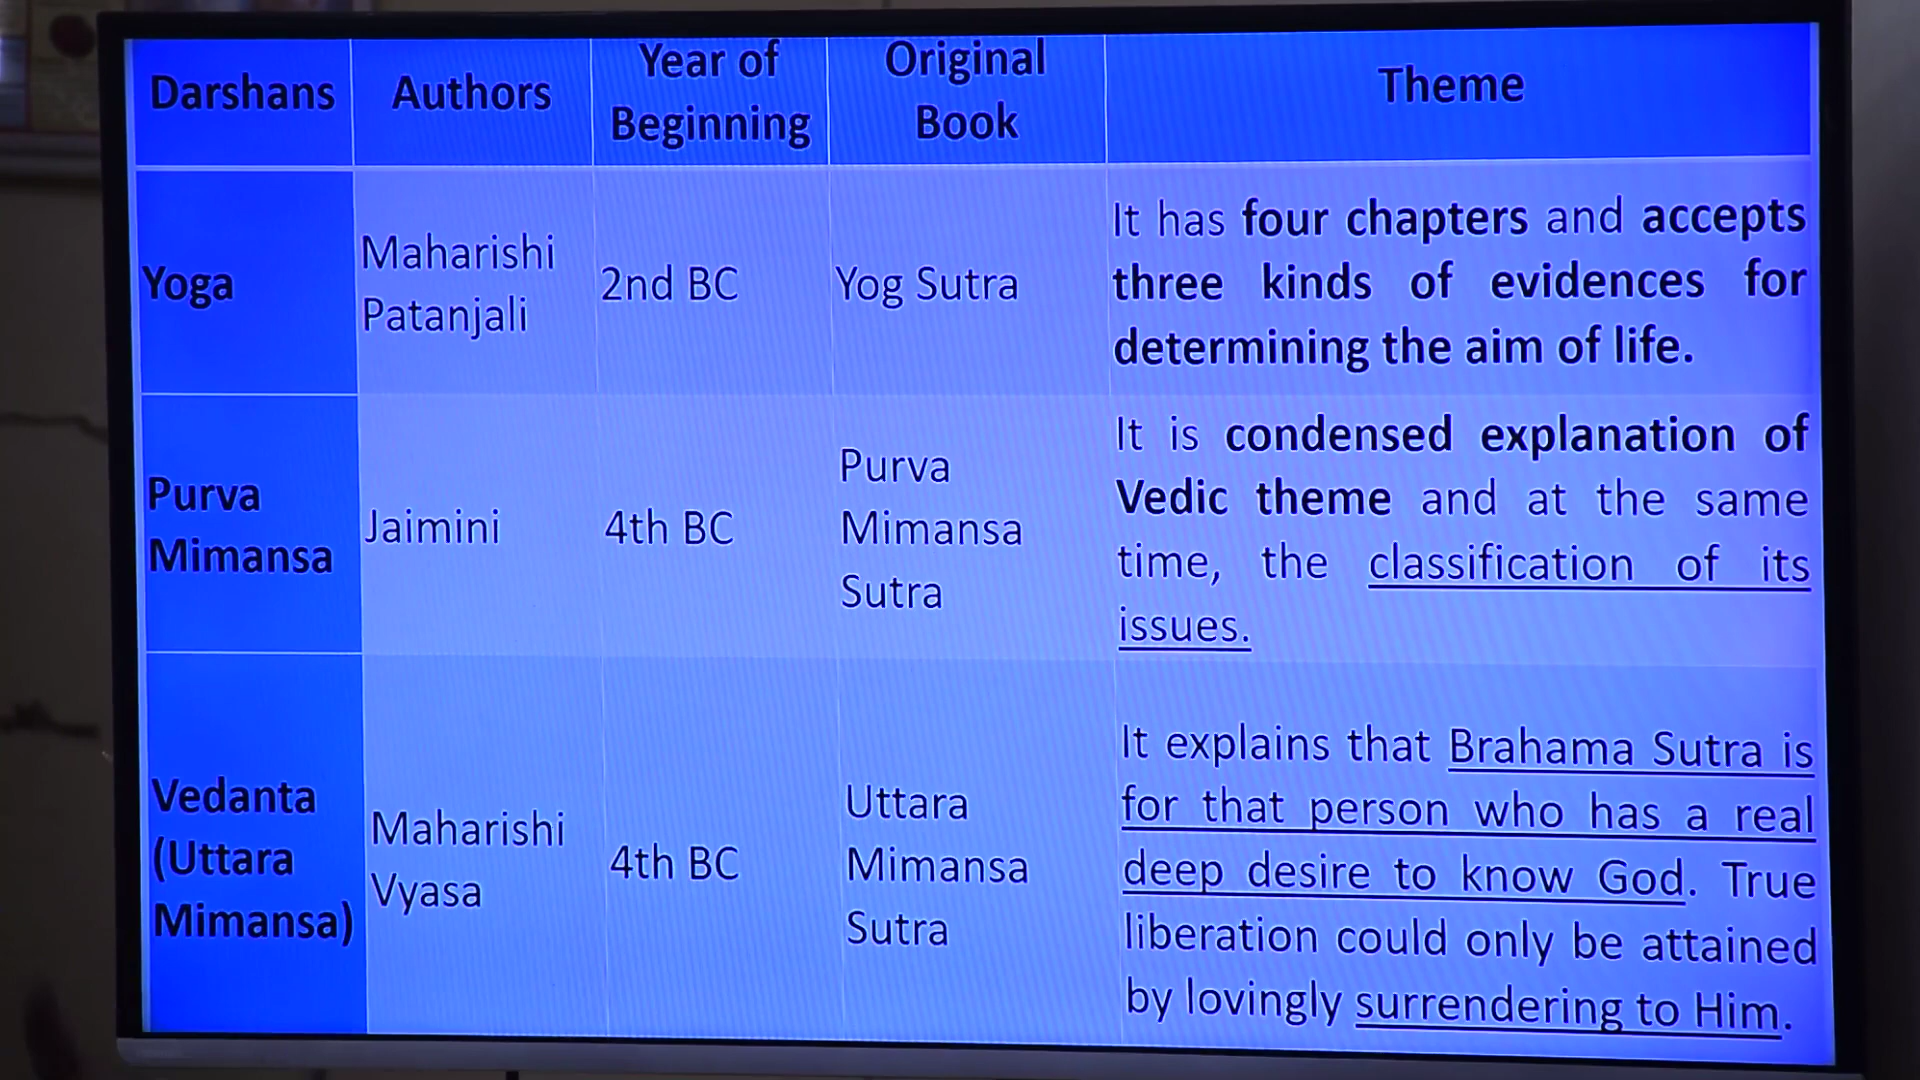 Darshans
Authors
Year of
Beginning
Original
Book
Theme
Yoga
Maharishi
Patanjali
2nd BC
Yog Sutra
It has four chapters and accepts
three kinds of evidences for
determining the aim of life.
Purva
Mimansa
Jaimini
4th BC
Purva
Mimansa
Sutra
It is condensed explanation of
Vedic theme and at the same
time, the classification of its
issues.
Vedanta
(Uttara
Mimansa)
Maharishi
Vyasa
4th BC
Uttara
Mimansa
Sutra
It explains that Brahama Sutra is
for that person who has a real
deep desire to know God. True
liberation could only be attained
by lovingly surrendering to Him.